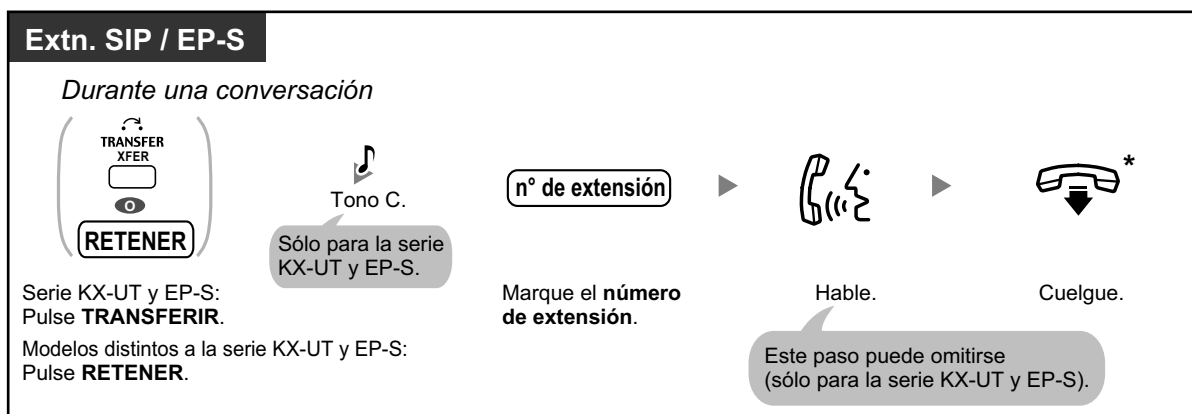 Extn. SIP / EP-S
Durante una conversación
TRANSFER
XFER
O
RETENER
Serie KX-UT y EP-S:
Pulse TRANSFERIR.
Modelos distintos a la serie KX-UT y EP-S:
Pulse RETENER.
Tono C.
Sólo para la serie
KX-UT y EP-S.
n° de extensión
Marque el número
de extensión.
Hable.
Este paso puede omitirse
(sólo para la serie KX-UT y EP-S).
*
Cuelgue.